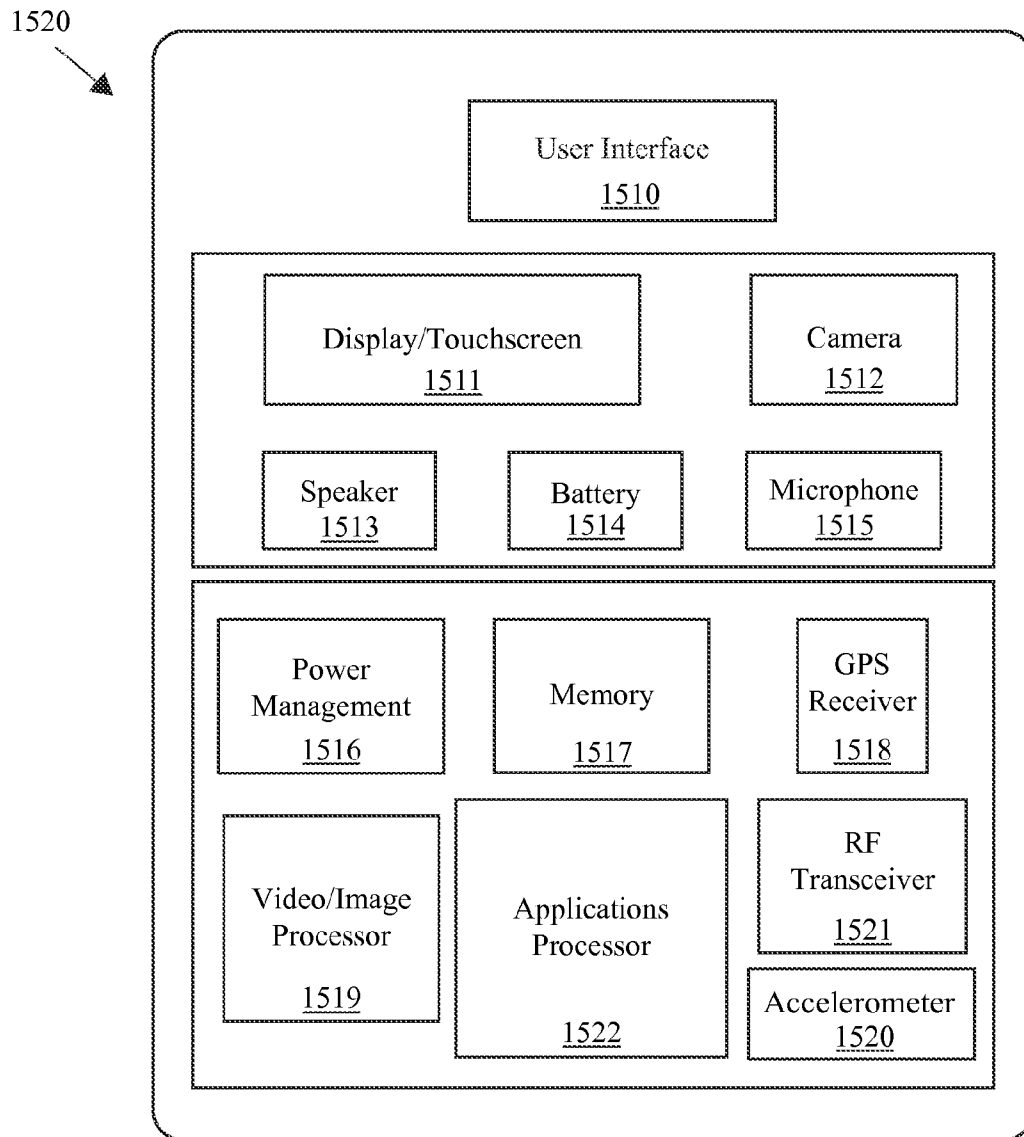 1520
User Interface
1510
Display/Touchscreen
1511
Camera
1512
Speaker
1513
Battery
1514
Microphone
1515
Power
Management
1516
Memory
1517
GPS
Receiver
1518
Video/Image
Processor
1519
Applications
Processor
1522
RF
Transceiver
1521
Accelerometer
1520